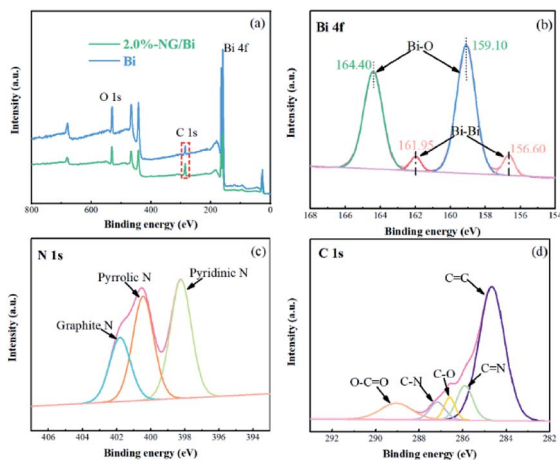 (a)
2.0%-NG/Bi
Bi
Bi 4f
O 1s
C 1s
Intensity (a.u.)
800 600 400 200 0
Binding energy (eV)
Bi 4f
(b)
Bi-O
159.10
164.40
Bi-Bi
161.95
156.60
Intensity (a.u.)
168 166 164 162 160 158 156 154
Binding energy (eV)
N 1s
(c)
Pyrrolic N
Pyridinic N
Graphite N
Intensity (a.u.)
406 404 402 400 398 396 394
Binding energy (eV)
C 1s
(d)
C=C
O-C=O
C-N
C-O
C=N
Intensity (a.u.)
292 290 288 286 284 282
Binding energy (eV)